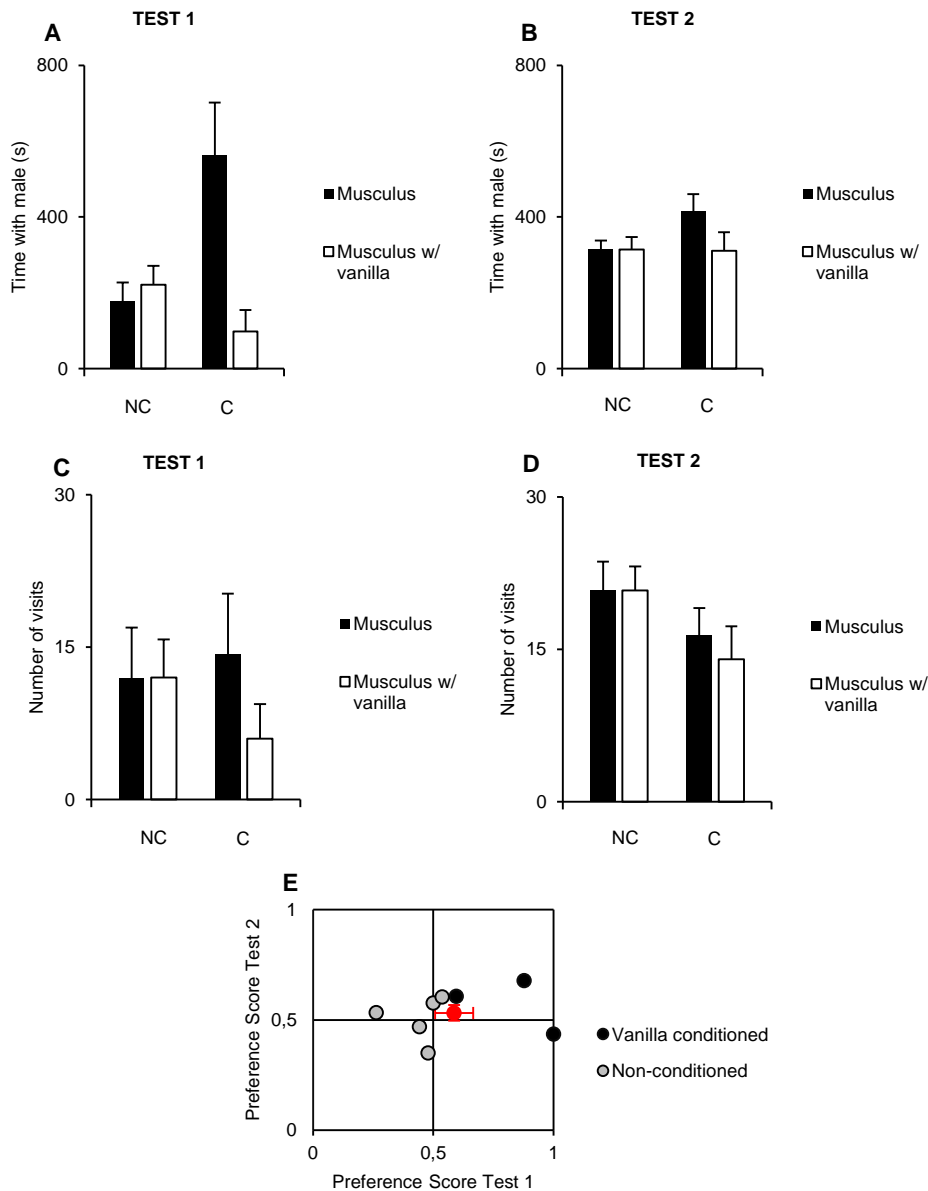 TEST 1
A
800
400
0
Time with male (s)
NC
C
Musculus
Musculus w/
vanilla
TEST 2
B
800
400
0
Time with male (s)
NC
C
Musculus
Musculus w/
vanilla
C
TEST 1
30
15
0
Number of visits
NC
C
Musculus
Musculus w/
vanilla
D
TEST 2
30
15
0
Number of visits
NC
C
Musculus
Musculus w/
vanilla
E
1
0,5
0
Preference Score Test 2
0
0,5
1
Preference Score Test 1
Vanilla conditioned
Non-conditioned